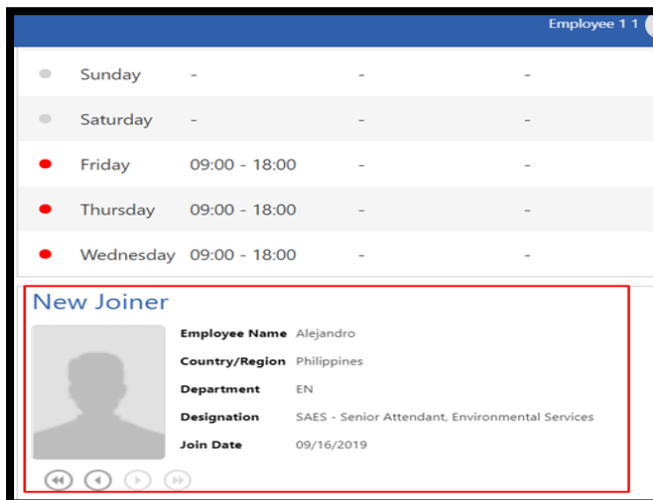 Employee 1 1
Sunday - - -
Saturday - - -
Friday 09:00 - 18:00 - -
Thursday 09:00 - 18:00 - -
Wednesday 09:00 - 18:00 - -
New Joiner
Employee Name Alejandro
Country/Region Philippines
Department EN
Designation SAES - Senior Attendant, Environmental Services
Join Date 09/16/2019